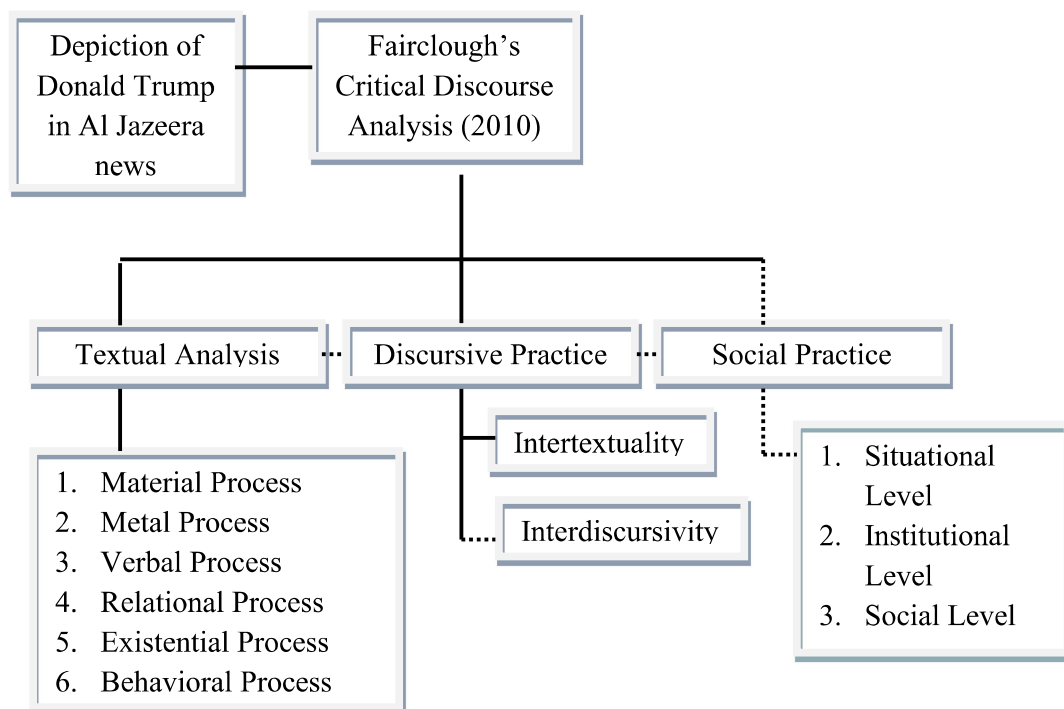 Depiction of
Donald Trump
in Al Jazeera
news
Fairclough’s
Critical Discourse
Analysis (2010)
Textual Analysis
Discursive Practice
Social Practice
1. Material Process
2. Metal Process
3. Verbal Process
4. Relational Process
5. Existential Process
6. Behavioral Process
Intertextuality
Interdiscursivity
1. Situational
Level
2. Institutional
Level
3. Social Level